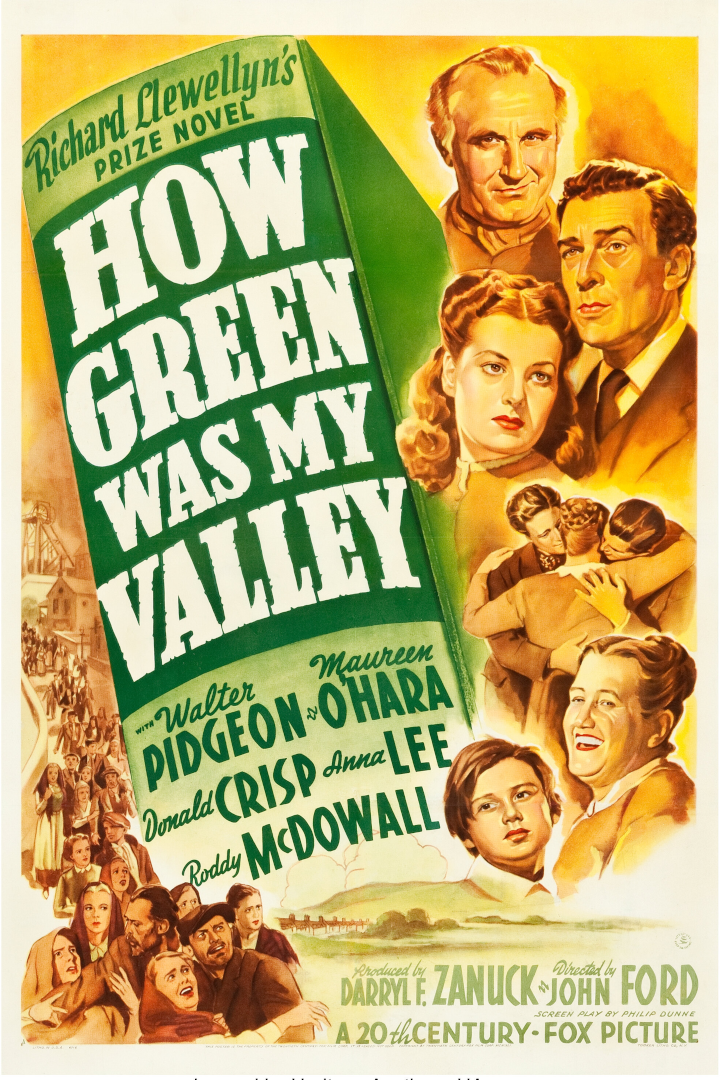 Richard Llewellyn's
PRIZE NOVEL
HOW
GREEN
WAS MY
VALLEY
WITH Walter PIDGEON Maureen O'HARA
Donald CRISP Anna LEE
Roddy McDOWALL
Produced by DARRYL F. ZANUCK Directed by JOHN FORD
SCREEN PLAY BY PHILIP DUNNE
A 20th CENTURY-FOX PICTURE